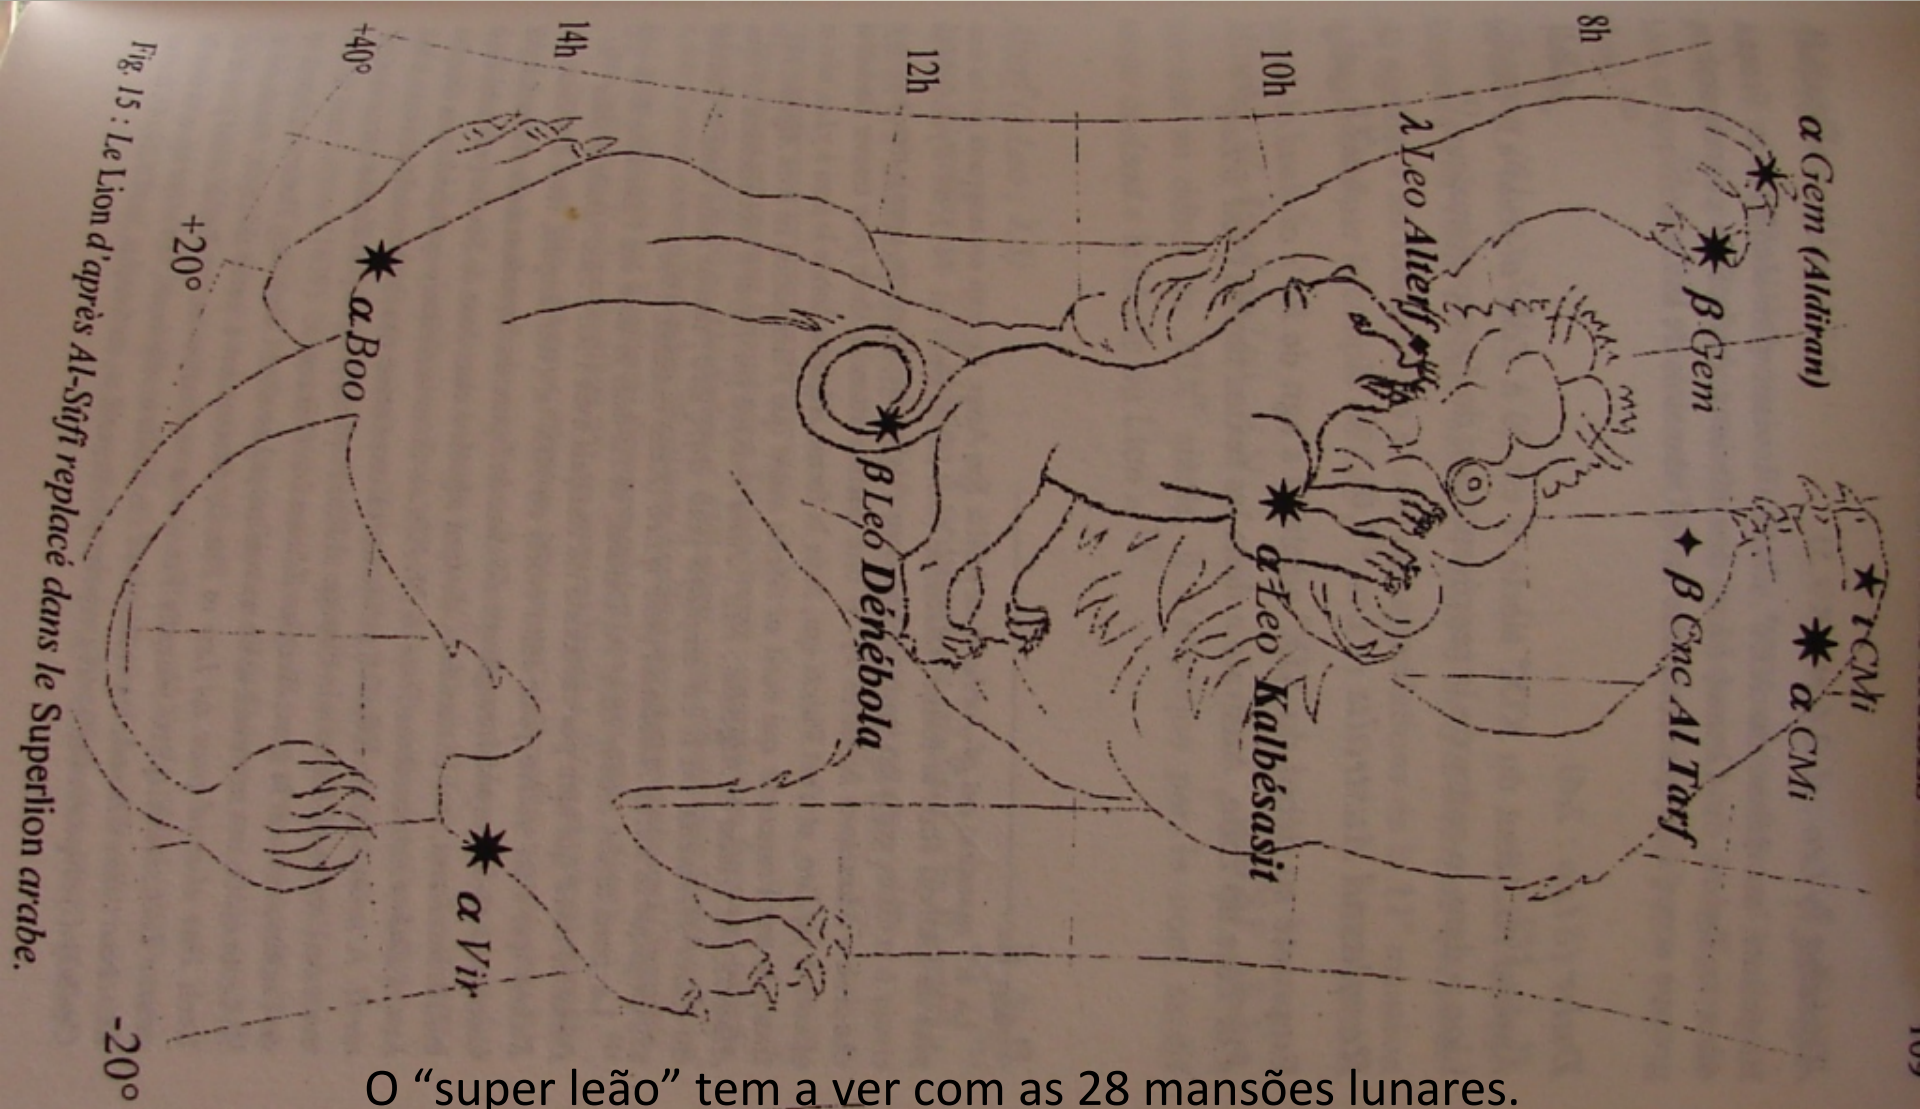 8h
10h
12h
14h
+40°
+20°
-20°
α Gem (Aldiran)
β Gem
λ Leo Alterf
ι CMi
α CMi
β Cnc Al Tàrf
α Leo Kalbésasit
β Leo Dénébola
α Boo
α Vir
Fig. 15 : Le Lion d'après Al-Sûfi replacé dans le Superlion arabe.
O “super leão” tem a ver com as 28 mansões lunares.